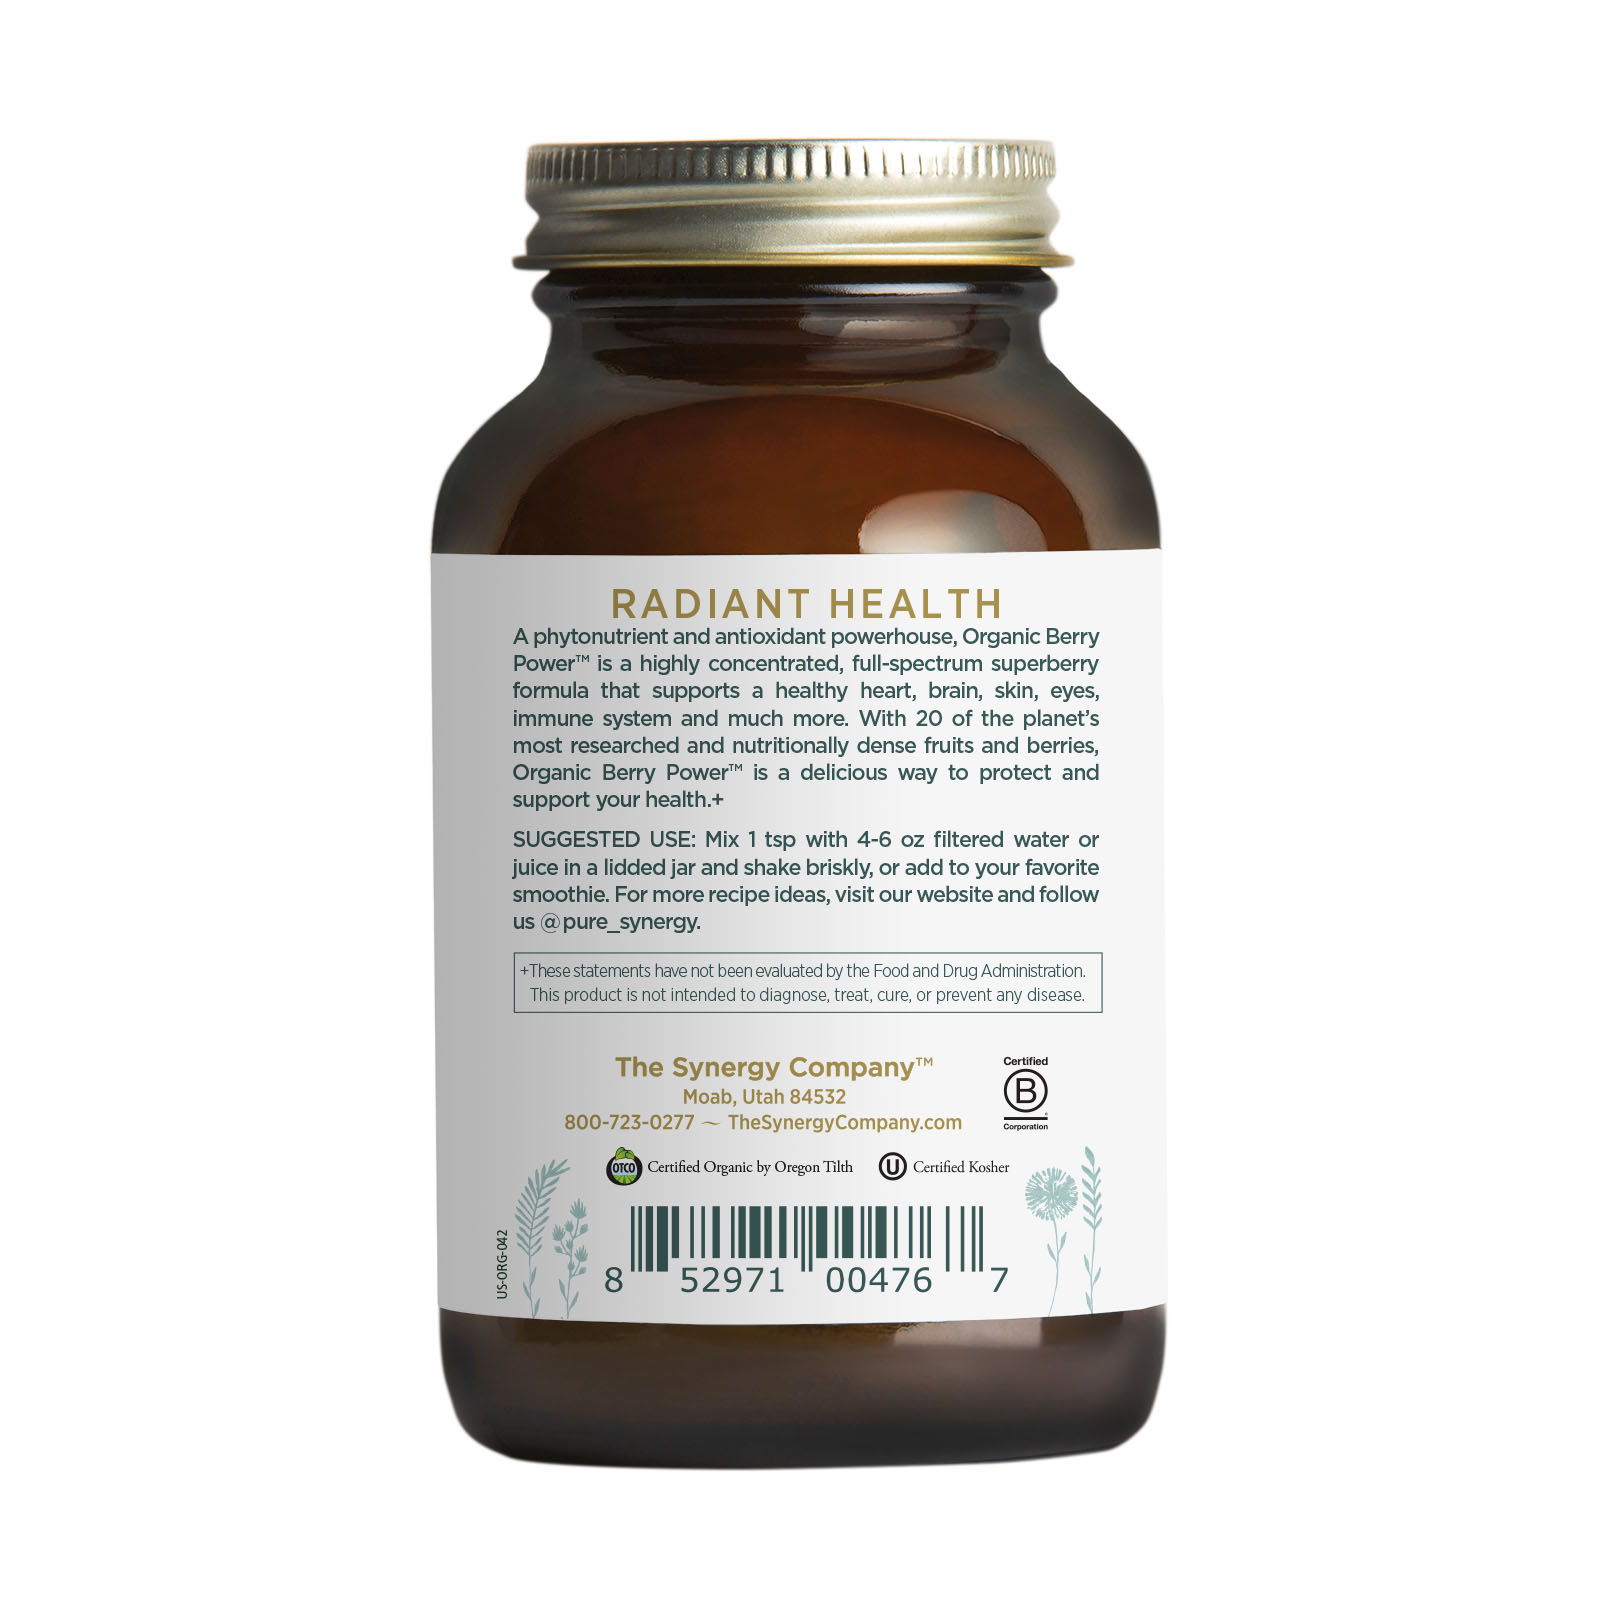 RADIANT HEALTH
A phytonutrient and antioxidant powerhouse, Organic Berry
Power™ is a highly concentrated, full-spectrum superberry
formula that supports a healthy heart, brain, skin, eyes,
immune system and much more. With 20 of the planet's
most researched and nutritionally dense fruits and berries,
Organic Berry Power™ is a delicious way to protect and
support your health.+
SUGGESTED USE: Mix 1 tsp with 4-6 oz filtered water or
juice in a lidded jar and shake briskly, or add to your favorite
smoothie. For more recipe ideas, visit our website and follow
us @pure_synergy.
+These statements have not been evaluated by the Food and Drug Administration.
This product is not intended to diagnose, treat, cure, or prevent any disease.
The Synergy Company™
Moab, Utah 84532
800-723-0277 ~ TheSynergyCompany.com
Certified
B
®
Corporation
OTCO Certified Organic by Oregon Tilth
U Certified Kosher
US-ORG-042
8 52971 00476 7